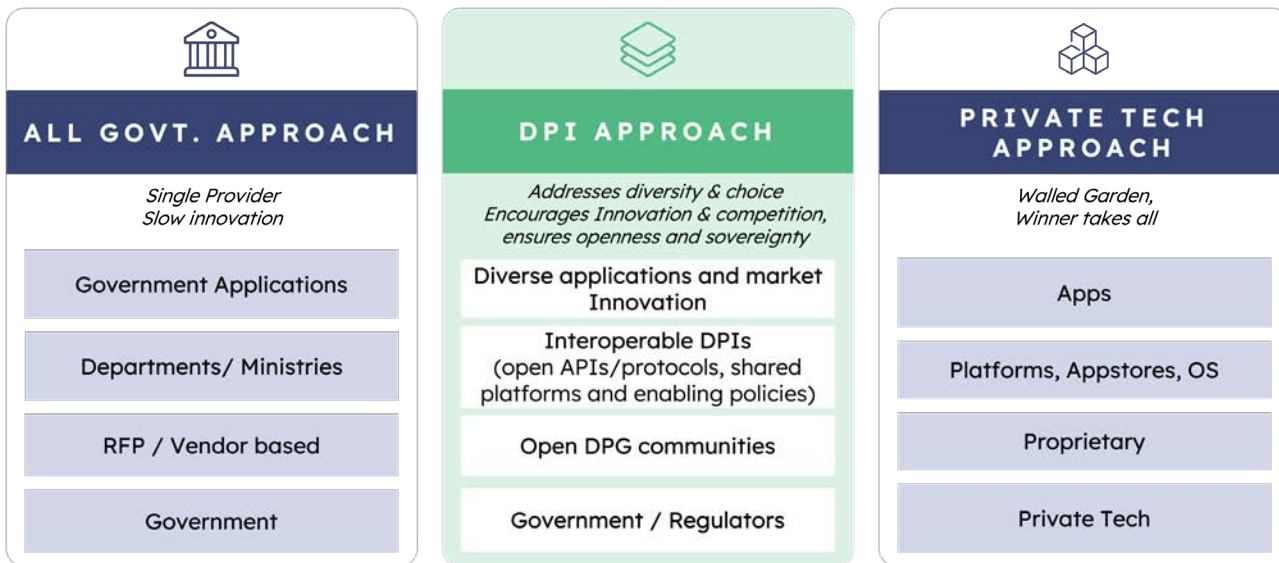 ALL GOVT. APPROACH
Single Provider
Slow innovation
Government Applications
Departments/ Ministries
RFP / Vendor based
Government
DPI APPROACH
Addresses diversity & choice
Encourages Innovation & competition,
ensures openness and sovereignty
Diverse applications and market
Innovation
Interoperable DPIs
(open APIs/protocols, shared
platforms and enabling policies)
Open DPG communities
Government / Regulators
PRIVATE TECH
APPROACH
Walled Garden,
Winner takes all
Apps
Platforms, Appstores, OS
Proprietary
Private Tech